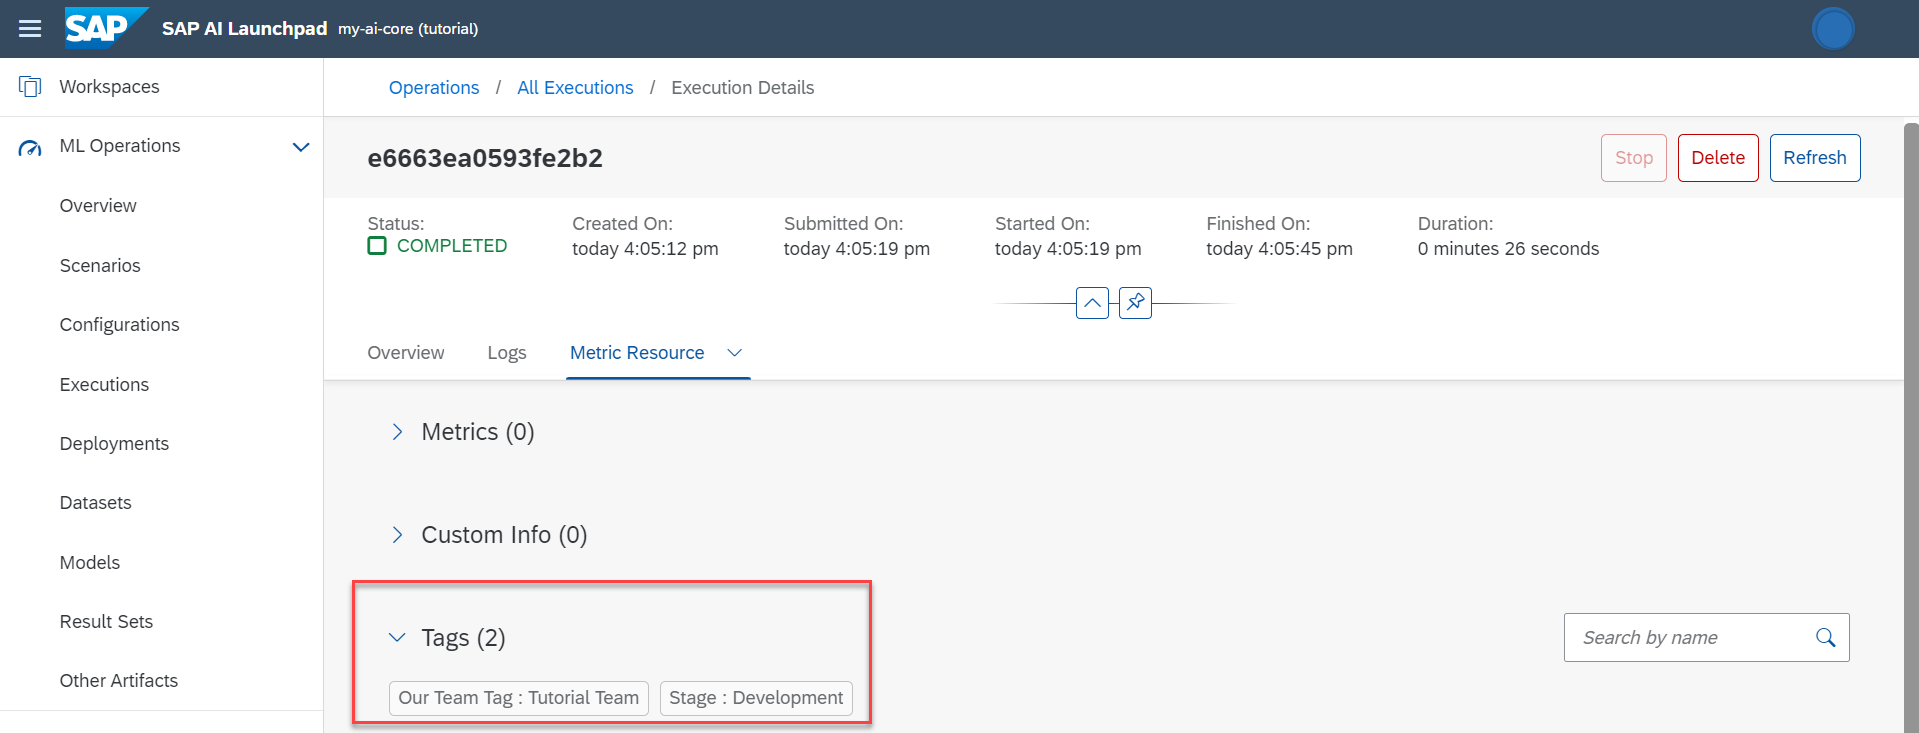 SAP SAP AI Launchpad my-ai-core (tutorial)
Workspaces
ML Operations
Overview
Scenarios
Configurations
Executions
Deployments
Datasets
Models
Result Sets
Other Artifacts
Operations / All Executions / Execution Details
e6663ea0593fe2b2
Stop Delete Refresh
Status: Created On: Submitted On: Started On: Finished On: Duration:
COMPLETED today 4:05:12 pm today 4:05:19 pm today 4:05:19 pm today 4:05:45 pm 0 minutes 26 seconds
Overview Logs Metric Resource
Metrics (0)
Custom Info (0)
Tags (2)
Search by name
Our Team Tag : Tutorial Team Stage : Development